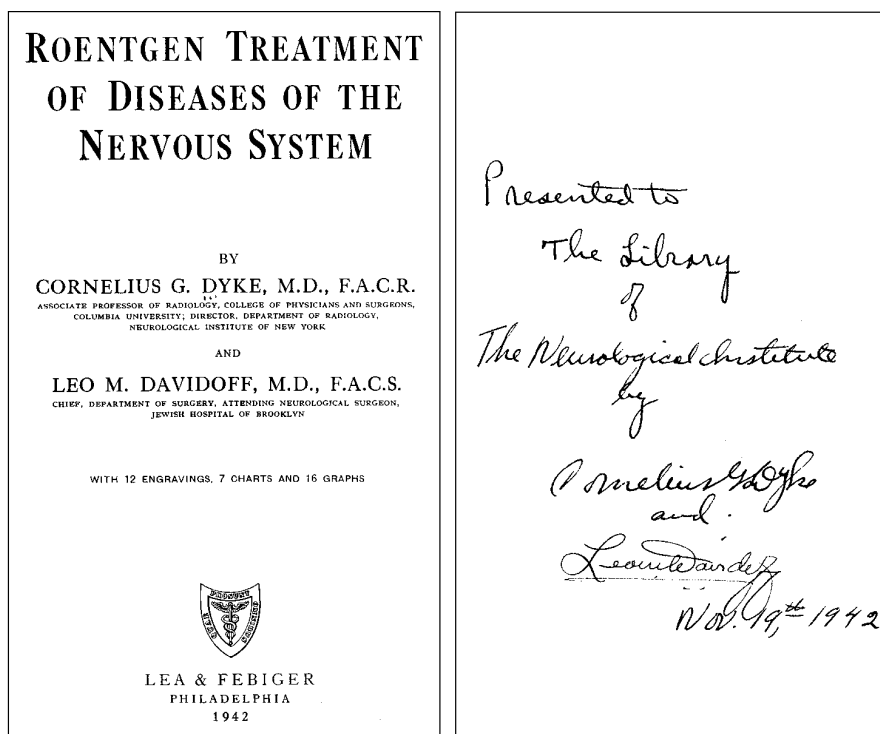 ROENTGEN TREATMENT
OF DISEASES OF THE
NERVOUS SYSTEM
BY
CORNELIUS G. DYKE, M.D., F.A.C.R.
ASSOCIATE PROFESSOR OF RADIOLOGY, COLLEGE OF PHYSICIANS AND SURGEONS,
COLUMBIA UNIVERSITY; DIRECTOR, DEPARTMENT OF RADIOLOGY,
NEUROLOGICAL INSTITUTE OF NEW YORK
AND
LEO M. DAVIDOFF, M.D., F.A.C.S.
CHIEF, DEPARTMENT OF SURGERY, ATTENDING NEUROLOGICAL SURGEON,
JEWISH HOSPITAL OF BROOKLYN
WITH 12 ENGRAVINGS, 7 CHARTS AND 16 GRAPHS
LEA & FEBIGER
PHILADELPHIA
1942
Presented to
The Library
of
The Neurological Institute
by
Cornelius G Dyke
and
Leo M Davidoff
Nov. 19,th 1942